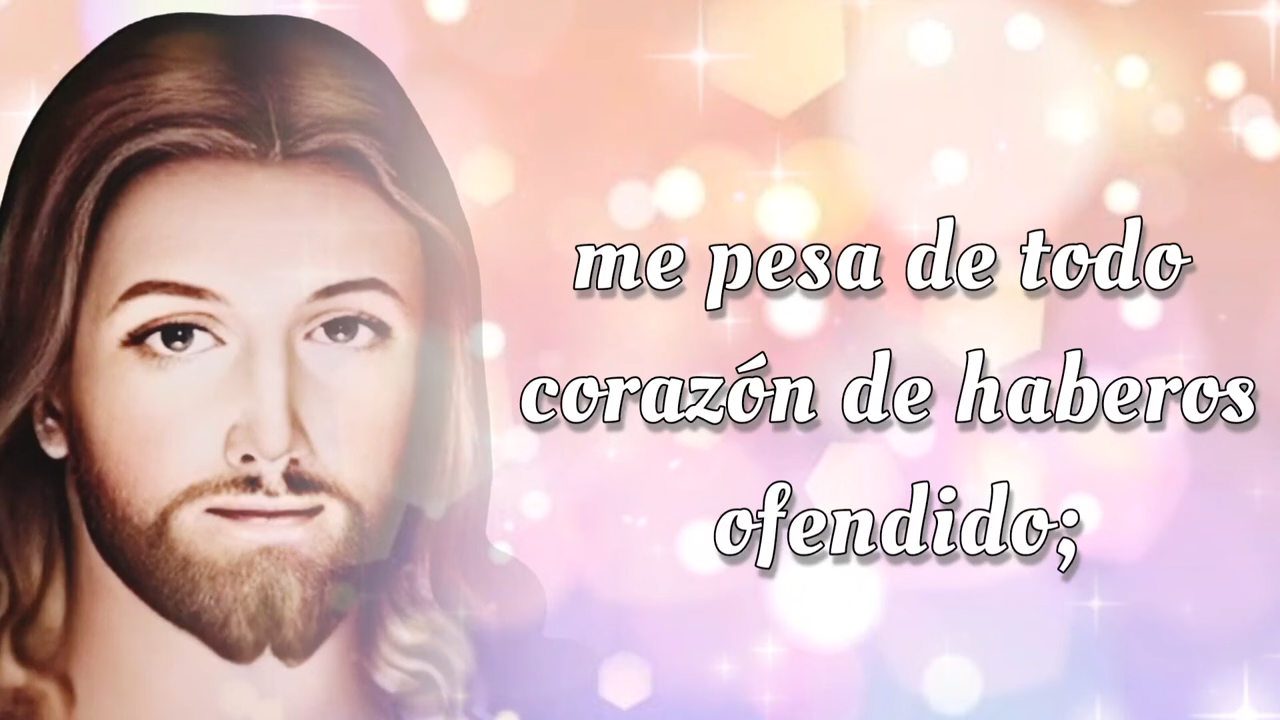 me pesa de todo
corazón de haberos
ofendido;